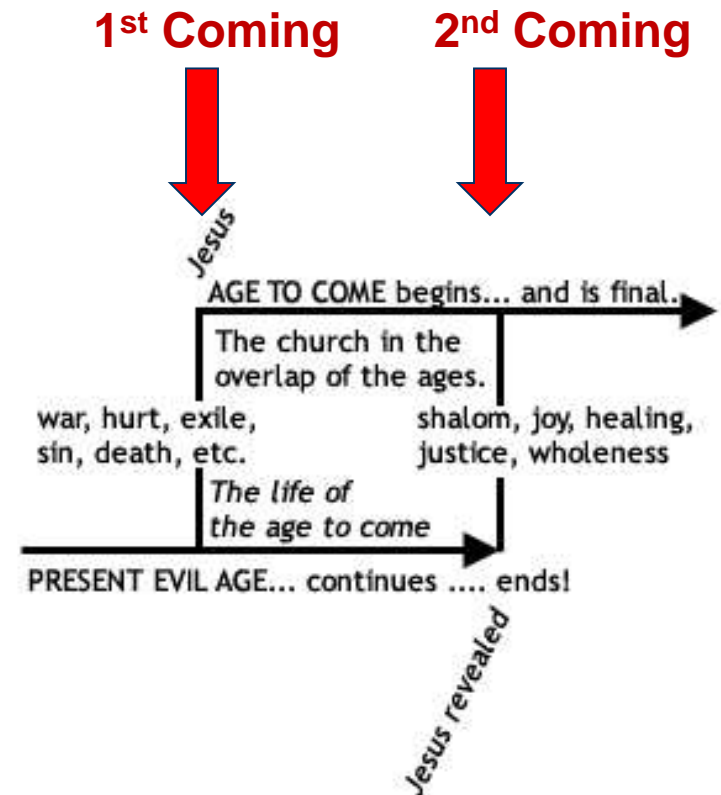 1st Coming
2nd Coming
Jesus
AGE TO COME begins... and is final.
The church in the
overlap of the ages.
war, hurt, exile,
sin, death, etc.
shalom, joy, healing,
justice, wholeness
The life of
the age to come
PRESENT EVIL AGE... continues .... ends!
Jesus revealed